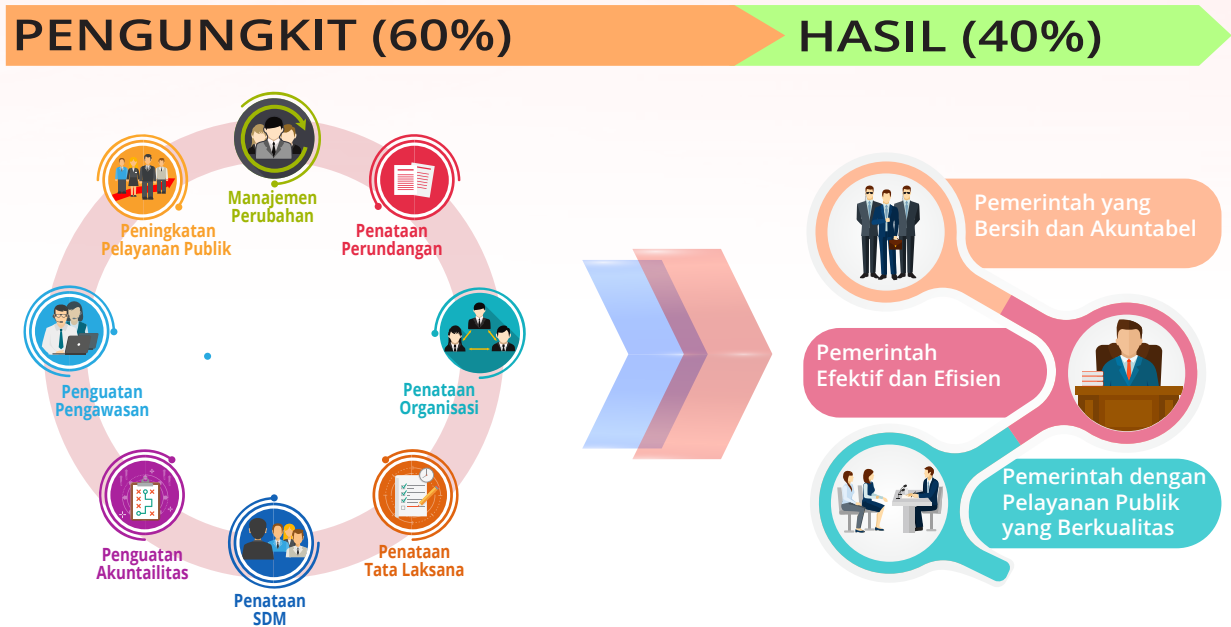 PENGUNGKIT (60%)
HASIL (40%)
Manajemen
Perubahan
Penataan
Perundangan
Penataan
Organisasi
Penataan
Tata Laksana
Penataan
SDM
Penguatan
Akuntailitas
Penguatan
Pengawasan
Peningkatan
Pelayanan Publik
Pemerintah yang
Bersih dan Akuntabel
Pemerintah
Efektif dan Efisien
Pemerintah dengan
Pelayanan Publik
yang Berkualitas